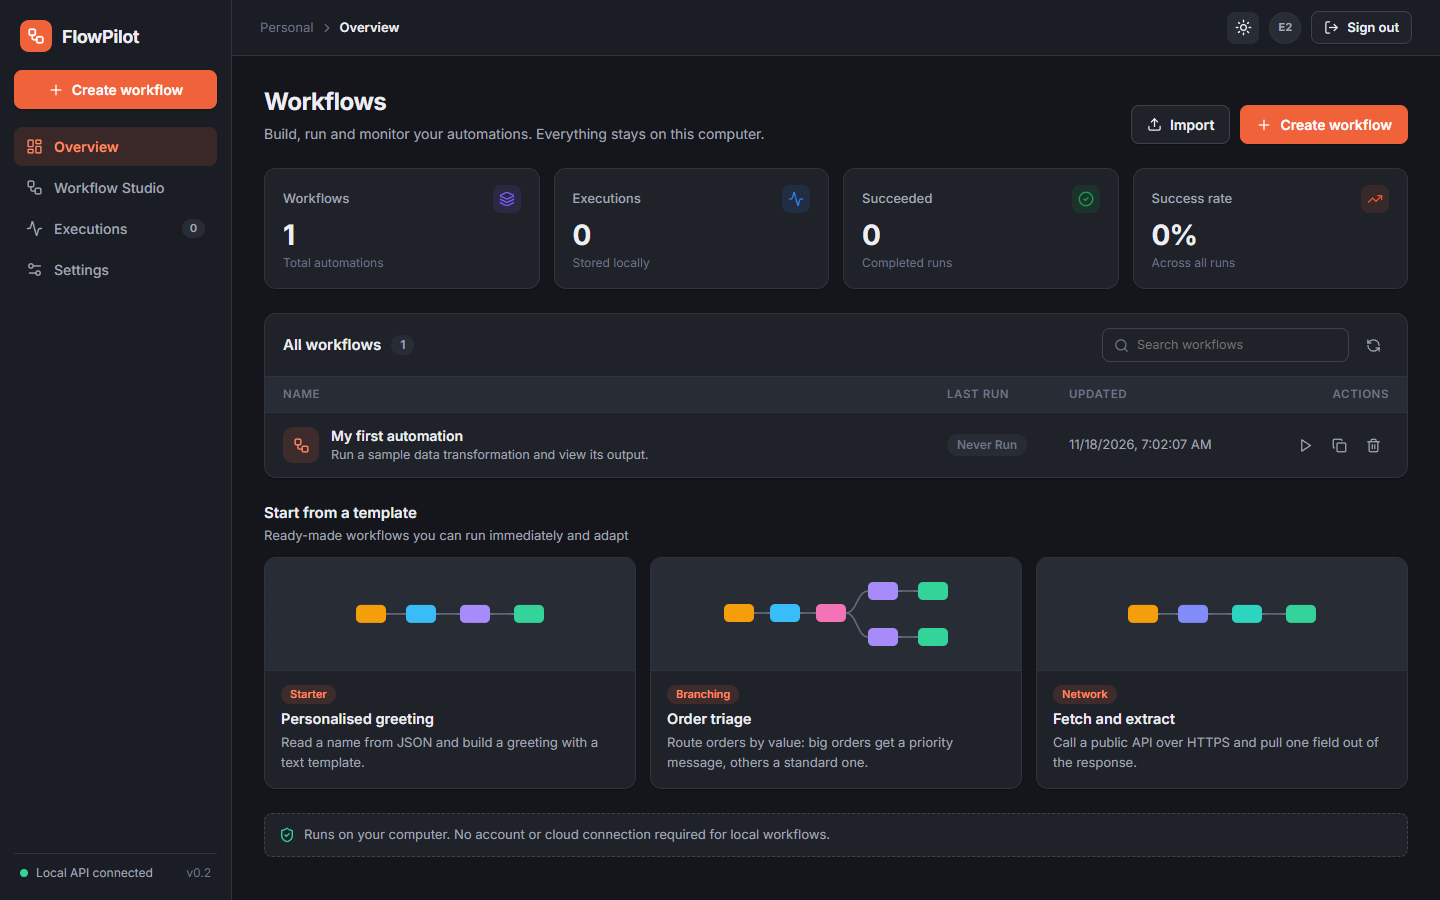 FlowPilot
Create workflow
Overview
Workflow Studio
Executions 0
Settings
Local API connected v0.2
Personal > Overview
E2
Sign out
Workflows
Build, run and monitor your automations. Everything stays on this computer.
Import
Create workflow
Workflows
1
Total automations
Executions
0
Stored locally
Succeeded
0
Completed runs
Success rate
0%
Across all runs
All workflows 1
Search workflows
NAME LAST RUN UPDATED ACTIONS
My first automation
Run a sample data transformation and view its output.
Never Run
11/18/2026, 7:02:07 AM
Start from a template
Ready-made workflows you can run immediately and adapt
Starter
Personalised greeting
Read a name from JSON and build a greeting with a
text template.
Branching
Order triage
Route orders by value: big orders get a priority
message, others a standard one.
Network
Fetch and extract
Call a public API over HTTPS and pull one field out of
the response.
Runs on your computer. No account or cloud connection required for local workflows.